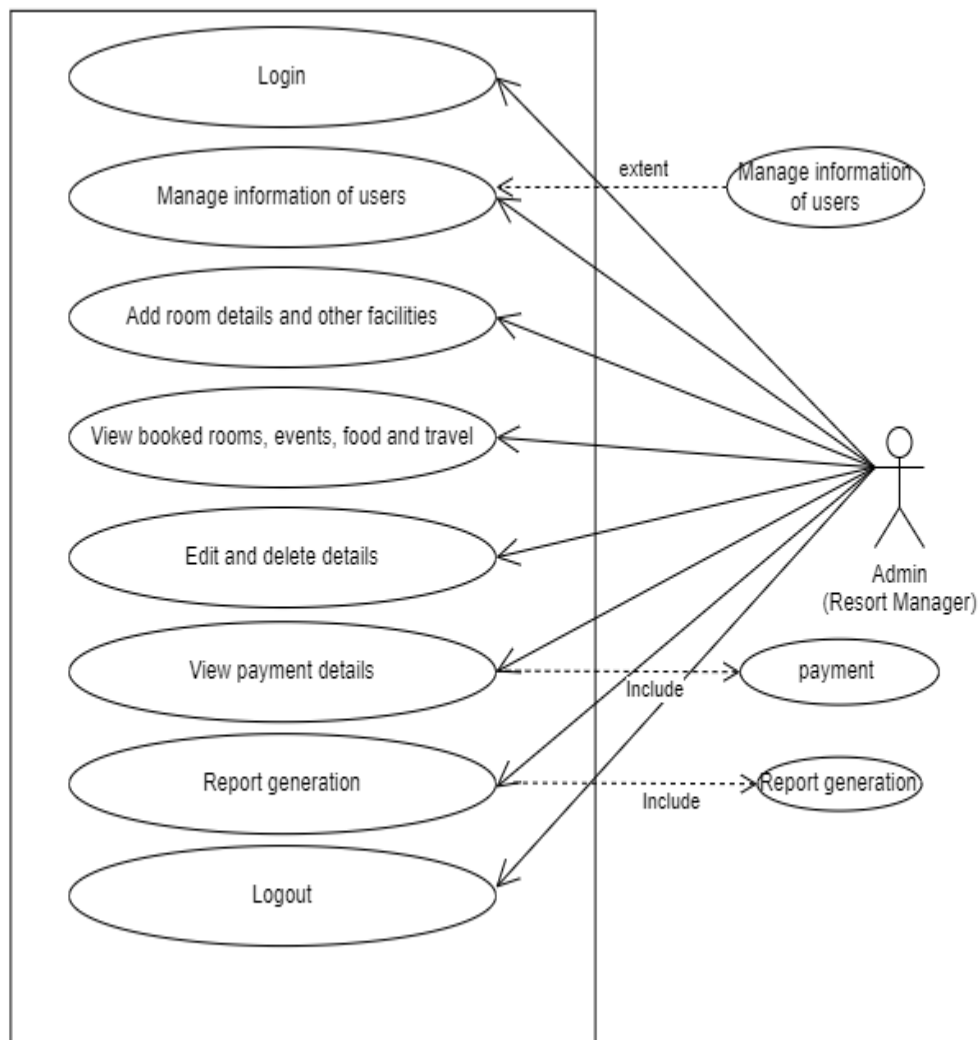 Login
extent
Manage information
of users
Manage information of users
Add room details and other facilities
View booked rooms, events, food and travel
Edit and delete details
Admin
(Resort Manager)
View payment details
Include
payment
Report generation
Include
Report generation
Logout